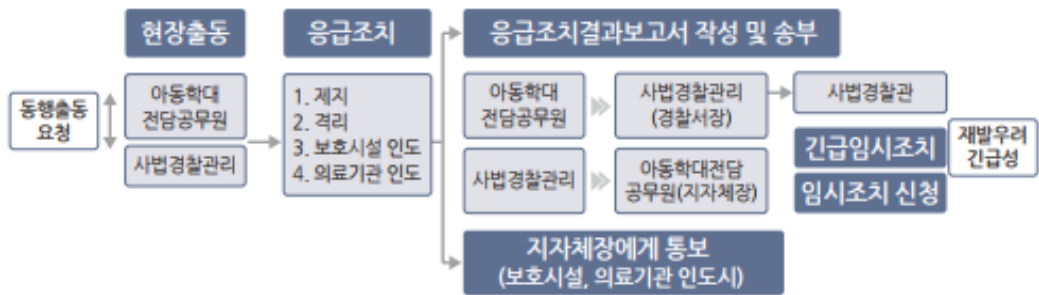 현장출동
응급조치
응급조치결과보고서 작성 및 송부
동행출동
요청
아동학대
전담공무원
사법경찰관리
1. 제지
2. 격리
3. 보호시설 인도
4. 의료기관 인도
아동학대
전담공무원
사법경찰관리
(경찰서장)
사법경찰관
사법경찰관리
아동학대전담
공무원(지자체장)
긴급임시조치
임시조치 신청
재발우려
긴급성
지자체장에게 통보
(보호시설, 의료기관 인도시)